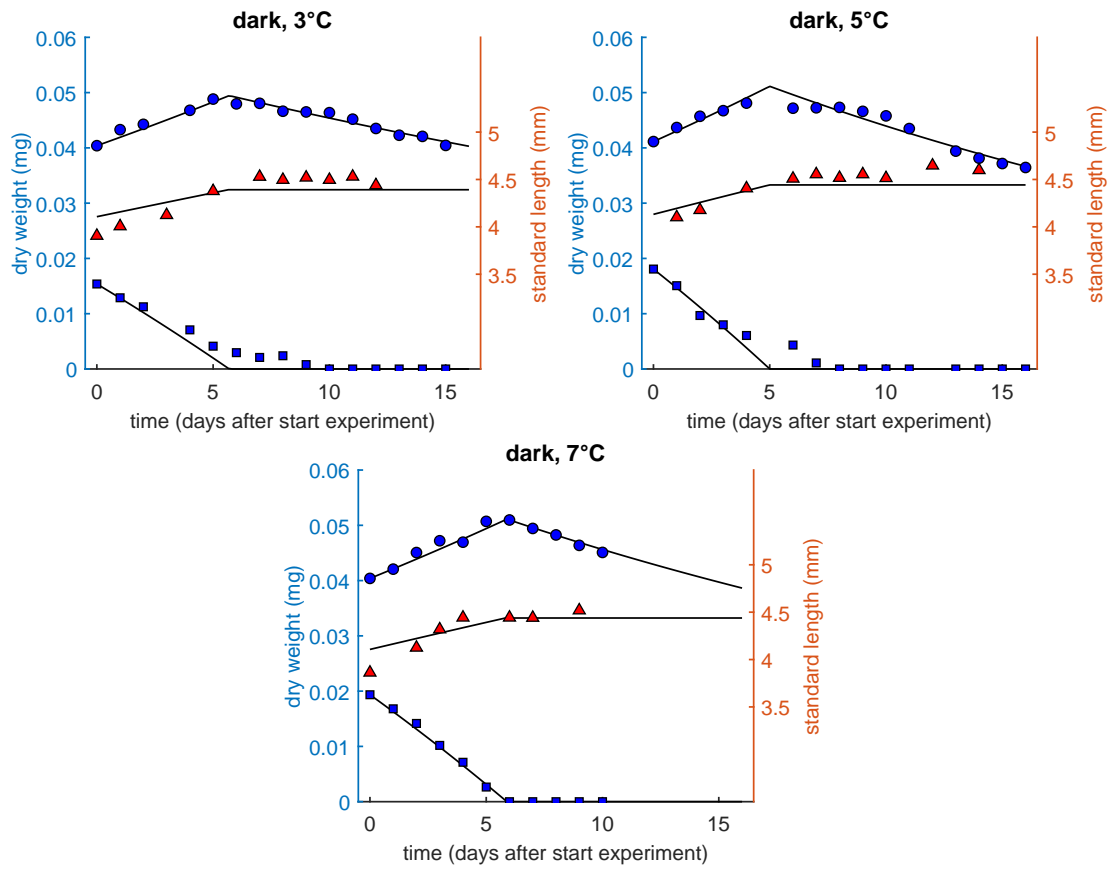 dark, 3°C
0.06
0.05
0.04
0.03
0.02
0.01
0
dry weight (mg)
5
4.5
4
3.5
standard length (mm)
0 5 10 15
time (days after start experiment)
dark, 5°C
0.06
0.05
0.04
0.03
0.02
0.01
0
dry weight (mg)
5
4.5
4
3.5
standard length (mm)
0 5 10 15
time (days after start experiment)
dark, 7°C
0.06
0.05
0.04
0.03
0.02
0.01
0
dry weight (mg)
5
4.5
4
3.5
standard length (mm)
0 5 10 15
time (days after start experiment)